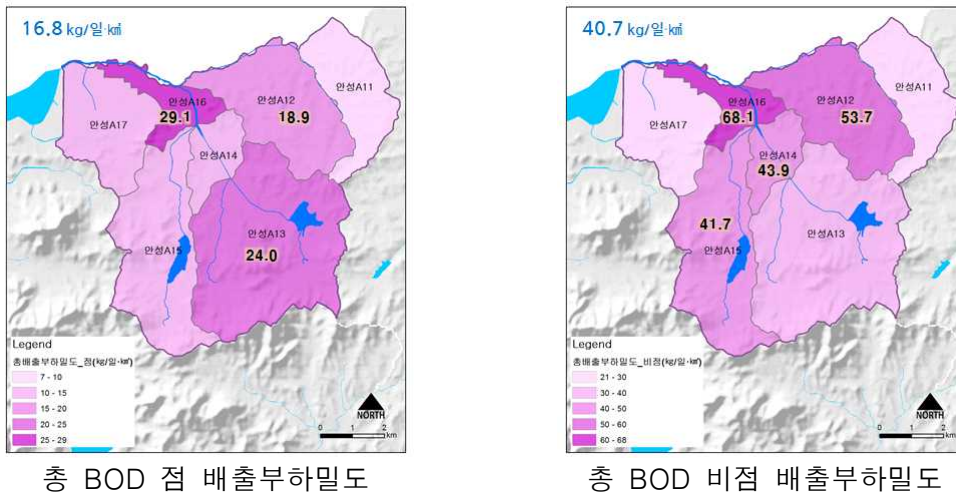 16.8 kg/일·㎢
안성A11
안성A16
29.1
안성A12
18.9
안성A17
안성A14
안성A13
24.0
안성A15
Legend
총배출부하밀도_점(kg/일·㎢)
7 - 10
10 - 15
15 - 20
20 - 25
25 - 29
NORTH
0 1 2
km
총 BOD 점 배출부하밀도
40.7 kg/일·㎢
안성A11
안성A16
68.1
안성A12
53.7
안성A17
안성A14
43.9
41.7
안성A13
안성A15
Legend
총배출부하밀도_비점(kg/일·㎢)
21 - 30
30 - 40
40 - 50
50 - 60
60 - 68
NORTH
0 1 2
km
총 BOD 비점 배출부하밀도